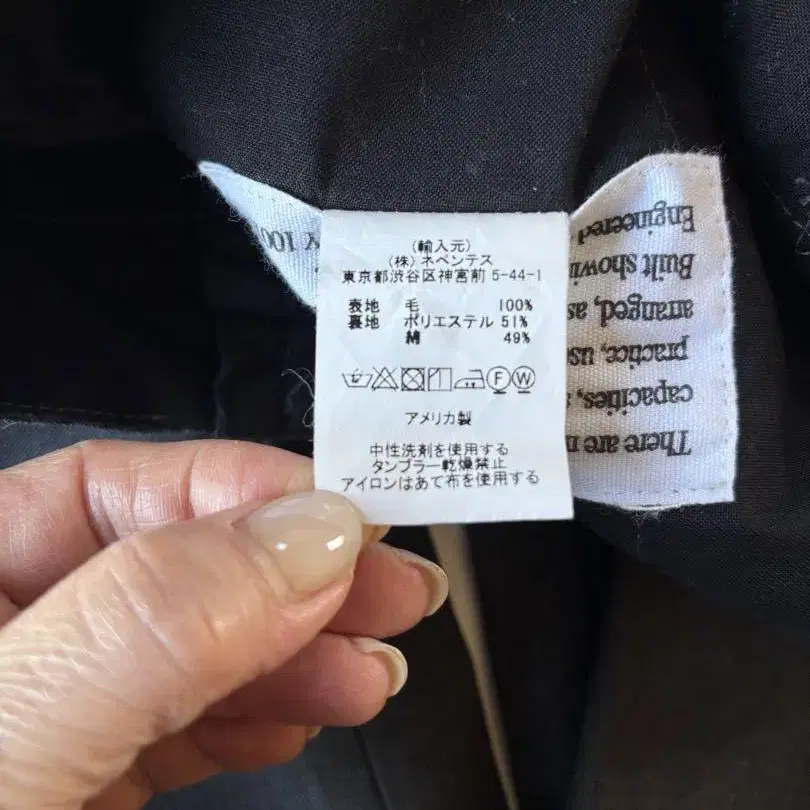 (輸入元)
(株)ネペンテス
東京都渋谷区神宮前 5-44-1
表地 毛 100%
裏地 ポリエステル 51%
綿 49%
F W
アメリカ製
中性洗剤を使用する
タンブラー乾燥禁止
アイロンはあて布を使用する
There are
capacities,
practice,
arranged, as
Built
Engineered